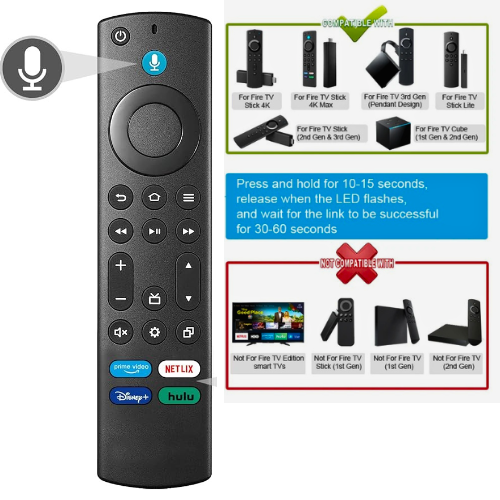 COMPATIBLE WITH
For Fire TV
Stick 4K
For Fire TV Stick
4K Max
For Fire TV 3rd Gen
(Pendant Design)
For Fire TV
Stick Lite
For Fire TV Stick
(2nd Gen & 3rd Gen)
For Fire TV Cube
(1st Gen & 2nd Gen)
Press and hold for 10-15 seconds,
release when the LED flashes,
and wait for the link to be successful
for 30-60 seconds
NOT COMPATIBLE WITH
Not For Fire TV Edition
smart TVs
Not For Fire TV
Stick (1st Gen)
Not For Fire TV
(1st Gen)
Not For Fire TV
(2nd Gen)
prime video
NETLIX
Disney+
hulu